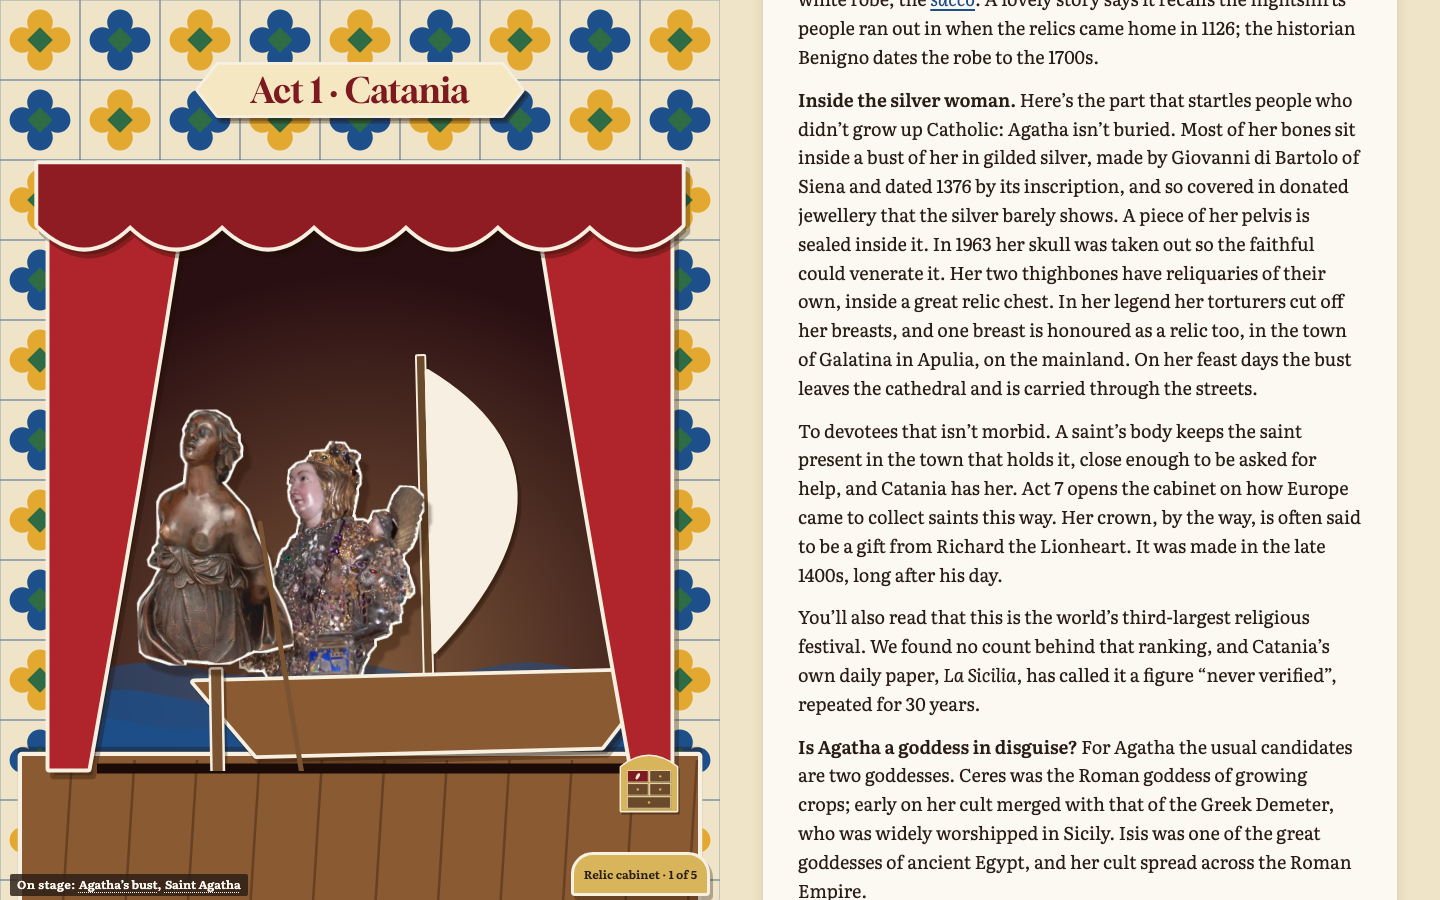 Act 1 · Catania
On stage: Agatha’s bust, Saint Agatha
Relic cabinet · 1 of 5
white robe, the sacco. A lovely story says it recalls the nightshirts
people ran out in when the relics came home in 1126; the historian
Benigno dates the robe to the 1700s.
Inside the silver woman. Here’s the part that startles people who
didn’t grow up Catholic: Agatha isn’t buried. Most of her bones sit
inside a bust of her in gilded silver, made by Giovanni di Bartolo of
Siena and dated 1376 by its inscription, and so covered in donated
jewellery that the silver barely shows. A piece of her pelvis is
sealed inside it. In 1963 her skull was taken out so the faithful
could venerate it. Her two thighbones have reliquaries of their
own, inside a great relic chest. In her legend her torturers cut off
her breasts, and one breast is honoured as a relic too, in the town
of Galatina in Apulia, on the mainland. On her feast days the bust
leaves the cathedral and is carried through the streets.
To devotees that isn’t morbid. A saint’s body keeps the saint
present in the town that holds it, close enough to be asked for
help, and Catania has her. Act 7 opens the cabinet on how Europe
came to collect saints this way. Her crown, by the way, is often said
to be a gift from Richard the Lionheart. It was made in the late
1400s, long after his day.
You’ll also read that this is the world’s third-largest religious
festival. We found no count behind that ranking, and Catania’s
own daily paper, La Sicilia, has called it a figure “never verified”,
repeated for 30 years.
Is Agatha a goddess in disguise? For Agatha the usual candidates
are two goddesses. Ceres was the Roman goddess of growing
crops; early on her cult merged with that of the Greek Demeter,
who was widely worshipped in Sicily. Isis was one of the great
goddesses of ancient Egypt, and her cult spread across the Roman
Empire.